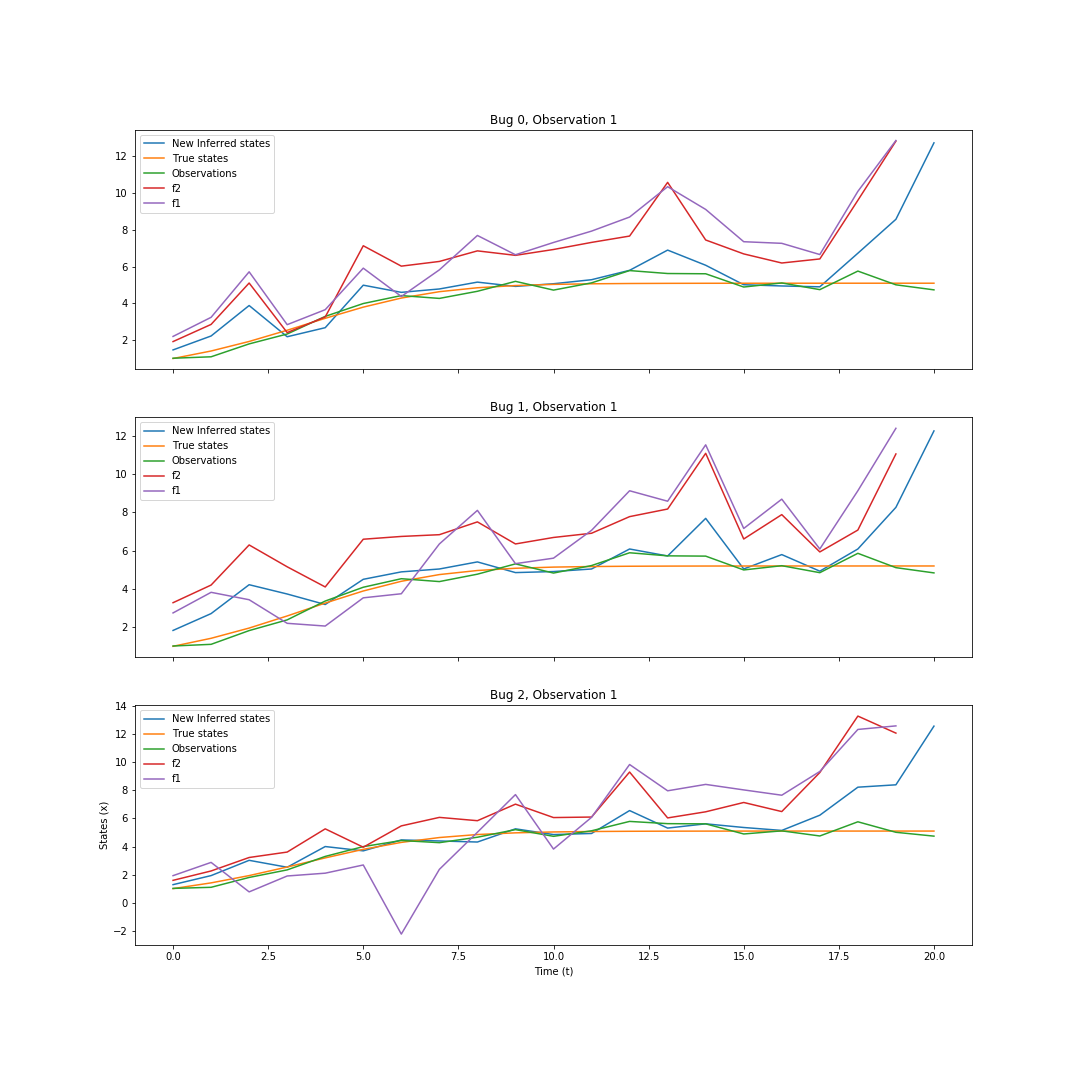 Bug 0, Observation 1
New Inferred states
True states
Observations
f2
f1
12
10
8
6
4
2
Bug 1, Observation 1
New Inferred states
True states
Observations
f2
f1
12
10
8
6
4
2
Bug 2, Observation 1
New Inferred states
True states
Observations
f2
f1
14
12
10
8
6
4
2
0
−2
States (x)
0.0 2.5 5.0 7.5 10.0 12.5 15.0 17.5 20.0
Time (t)